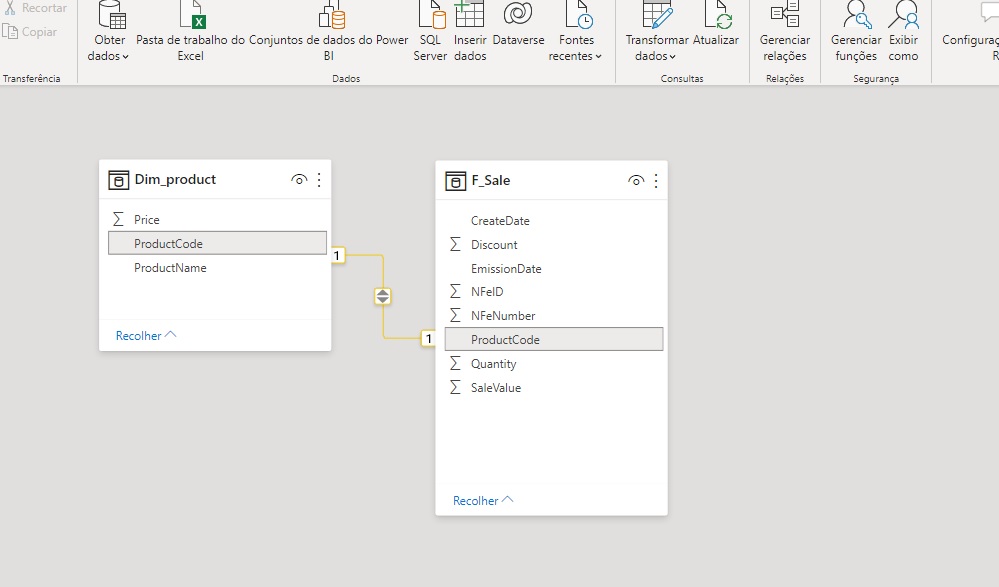 Recortar
Copiar
Transferência
Obter dados
Pasta de trabalho do Excel
Conjuntos de dados do Power BI
SQL Server
Inserir dados
Dataverse
Fontes recentes
Dados
Transformar dados
Atualizar
Consultas
Gerenciar relações
Relações
Gerenciar funções
Exibir como
Segurança
Configuraç
R
Dim_product
Price
ProductCode
ProductName
Recolher
1
1
F_Sale
CreateDate
Discount
EmissionDate
NFeID
NFeNumber
ProductCode
Quantity
SaleValue
Recolher